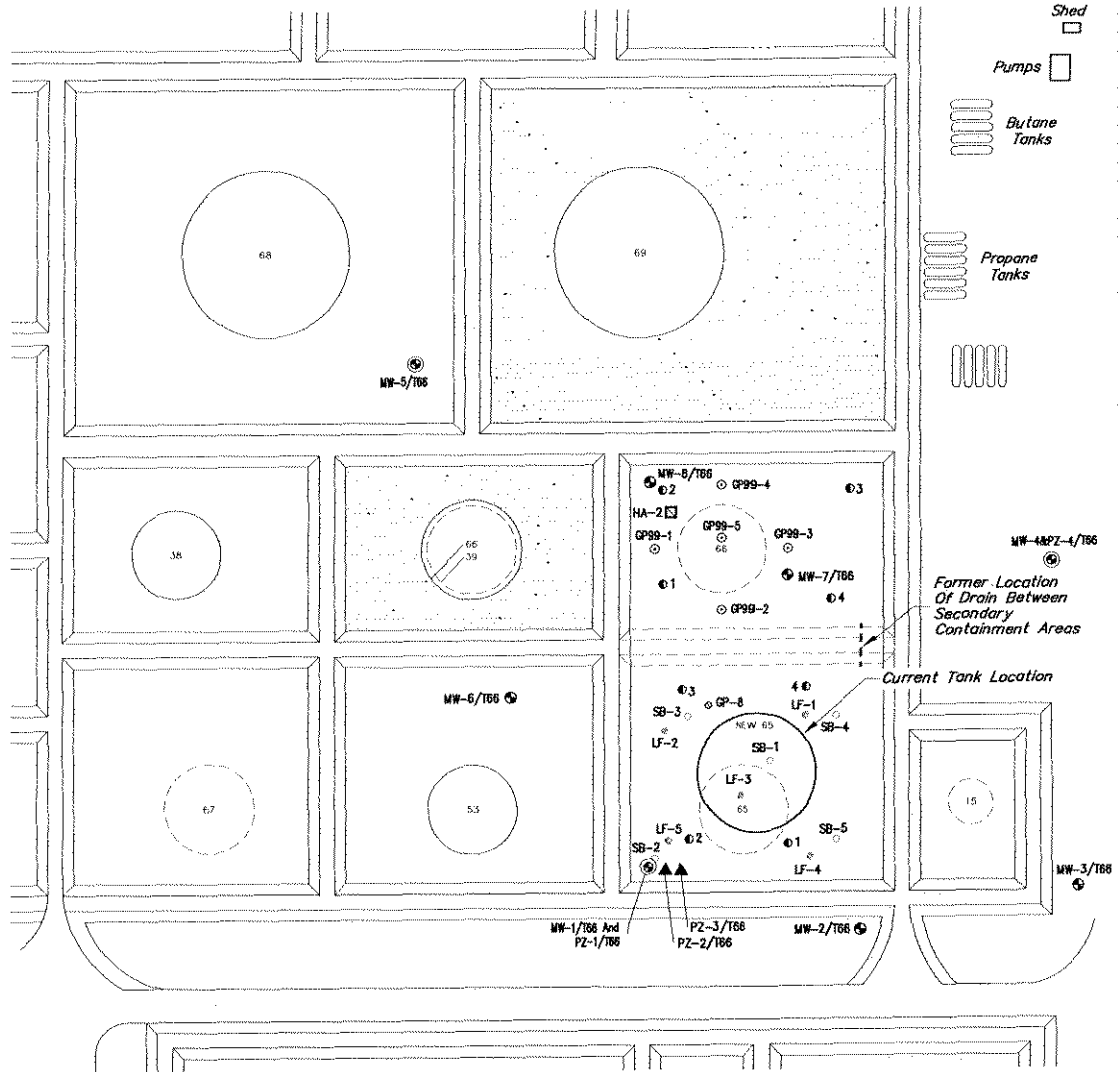 Shed
Pumps
Butane
Tanks
68
69
Propane
Tanks
MW-5/T66
MW-8/T66
2
GP99-4
3
HA-2
GP99-1
GP99-5
GP99-3
38
66
39
66
MW-4&PZ-4/T66
MW-7/T66
1
4
GP99-2
Former Location
Of Drain Between
Secondary
Containment Areas
Current Tank Location
MW-6/T66
3
GP-8
4
SB-3
LF-1
NEW 65
SB-4
LF-2
SB-1
LF-3
67
53
65
15
LF-5
2
1
SB-5
SB-2
LF-4
MW-3/T66
MW-1/T66 And
PZ-1/T66
PZ-3/T66
PZ-2/T66
MW-2/T66